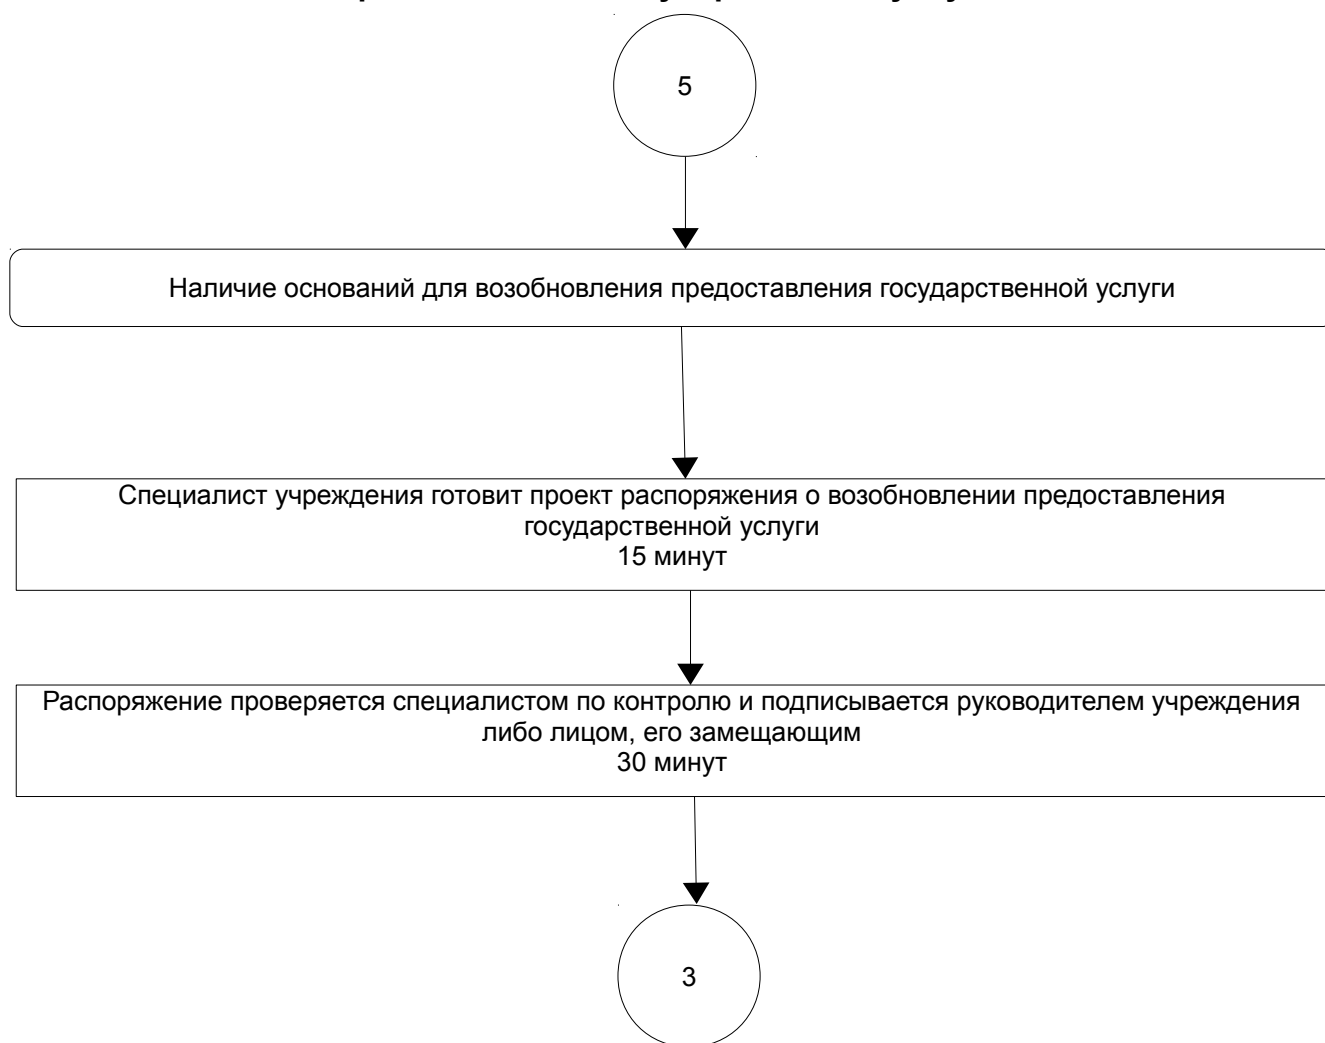 5
Наличие оснований для возобновления предоставления государственной услуги
Специалист учреждения готовит проект распоряжения о возобновлении предоставления
государственной услуги
15 минут
Распоряжение проверяется специалистом по контролю и подписывается руководителем учреждения
либо лицом, его замещающим
30 минут
3